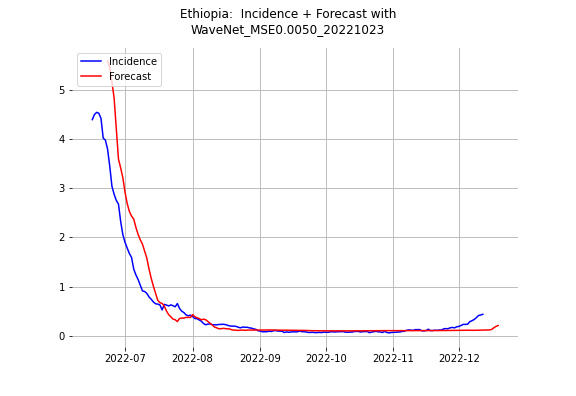 Ethiopia:  Incidence + Forecast with
WaveNet_MSE0.0050_20221023
Incidence
Forecast
5
4
3
2
1
0
2022-07 2022-08 2022-09 2022-10 2022-11 2022-12